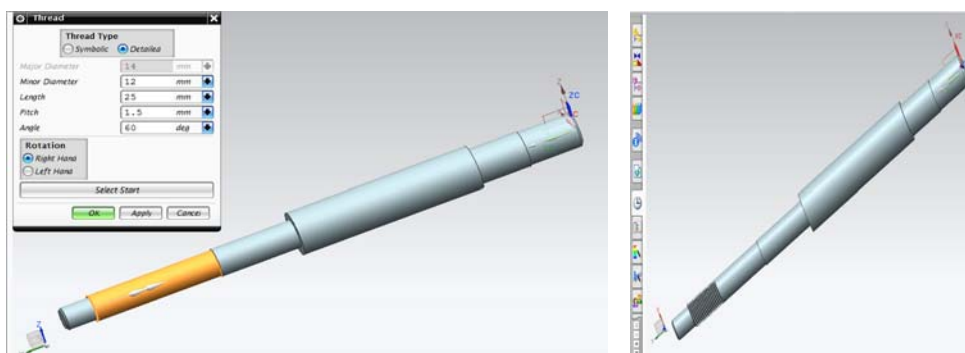 Thread
Thread Type
Symbolic Detailed
Major Diameter 14 mm
Minor Diameter 12 mm
Length 25 mm
Pitch 1.5 mm
Angle 60 deg
Rotation
Right Hand
Left Hand
Select Start
OK Apply Cancel
Z
ZC
Z